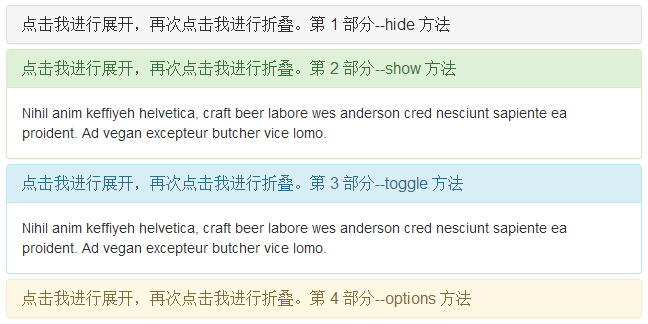 点击我进行展开，再次点击我进行折叠。第 1 部分--hide 方法
点击我进行展开，再次点击我进行折叠。第 2 部分--show 方法
Nihil anim keffiyeh helvetica, craft beer labore wes anderson cred nesciunt sapiente ea
proident. Ad vegan excepteur butcher vice lomo.
点击我进行展开，再次点击我进行折叠。第 3 部分--toggle 方法
Nihil anim keffiyeh helvetica, craft beer labore wes anderson cred nesciunt sapiente ea
proident. Ad vegan excepteur butcher vice lomo.
点击我进行展开，再次点击我进行折叠。第 4 部分--options 方法